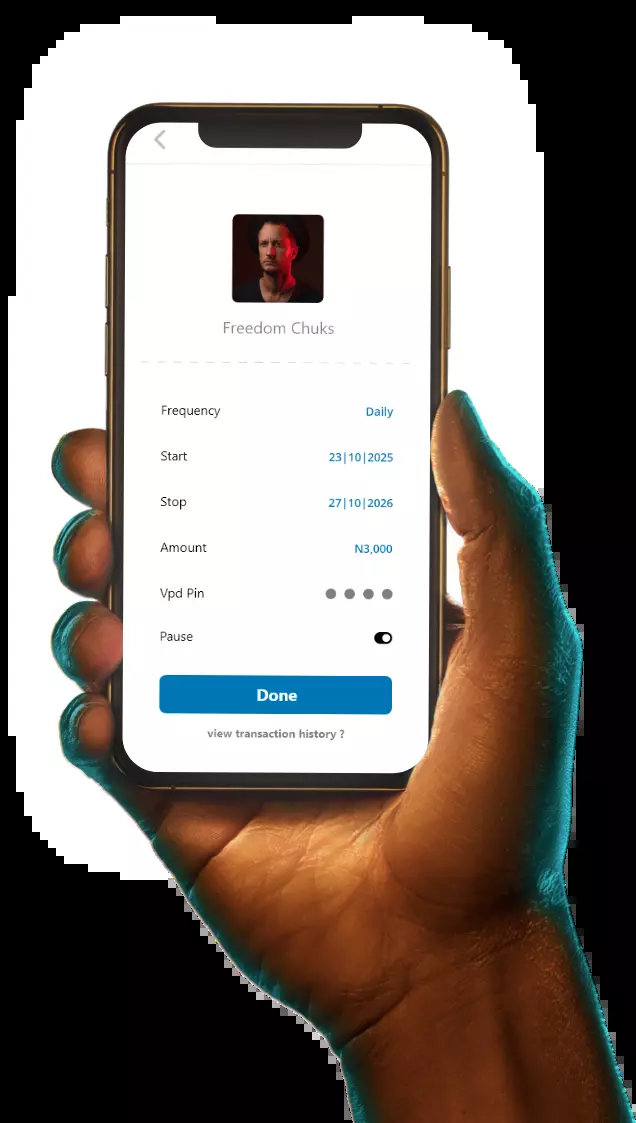 Freedom Chuks
Frequency Daily
Start 23|10|2025
Stop 27|10|2026
Amount N3,000
Vpd Pin
Pause
Done
view transaction history ?